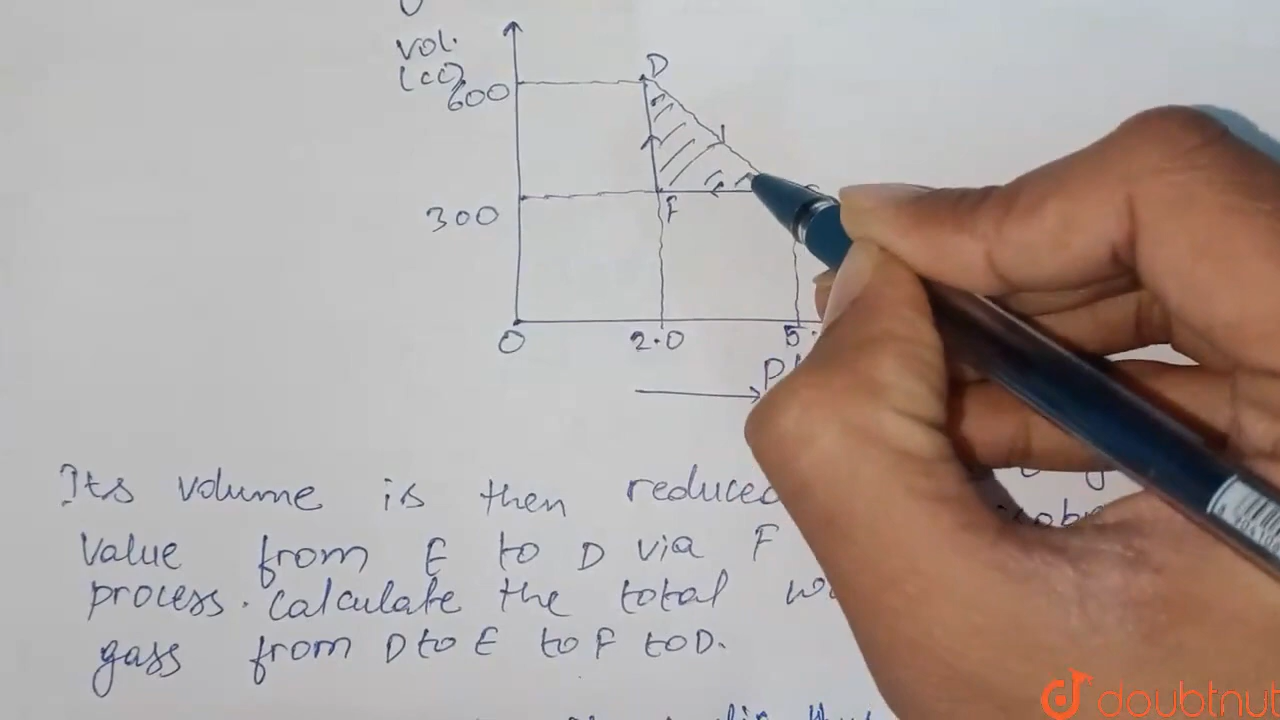 vol.
(cc)
600
D
300
F
0
2.0
5.
P
Its volume is then reduced
value from E to D via F
process. calculate the total
gass from D to E to F to D.
doubtnut